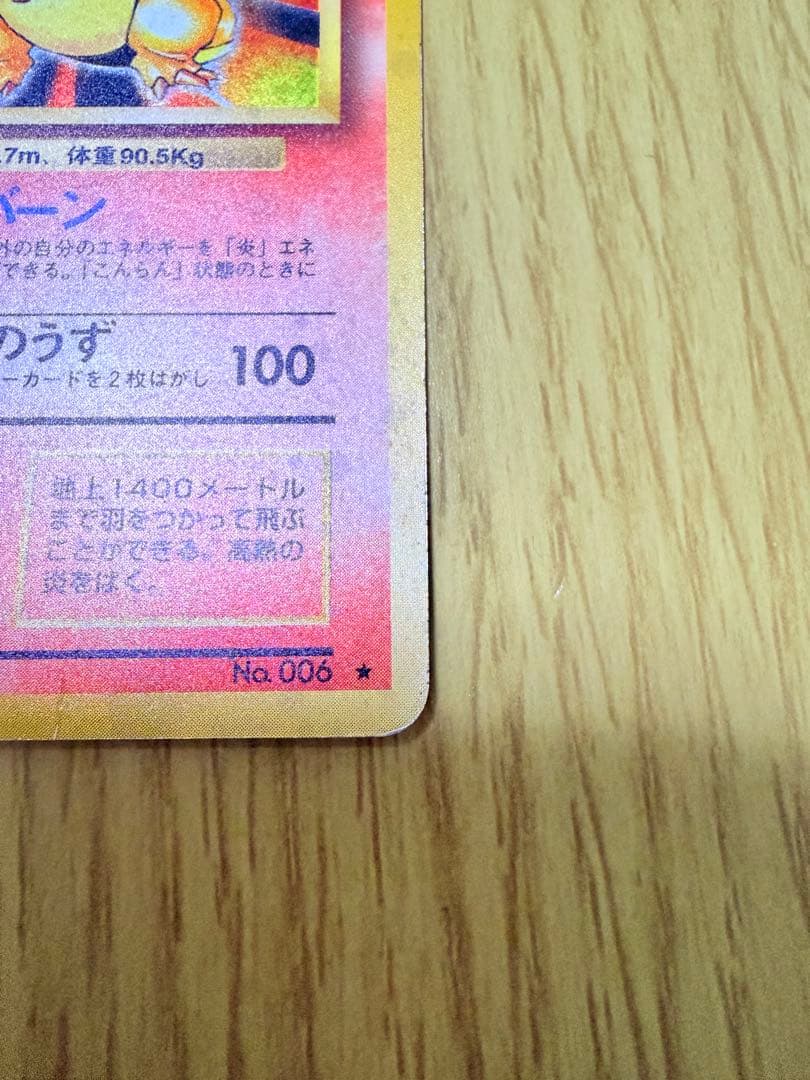 .7m、体重90.5Kg
バーン
外の自分のエネルギーを「炎」エネ
できる。「こんらん」状態のときに
のうず
ーカードを2枚はがし
100
地上1400メートル
まで羽をつかって飛ぶ
ことができる。高熱の
炎をはく。
No. 006 ★